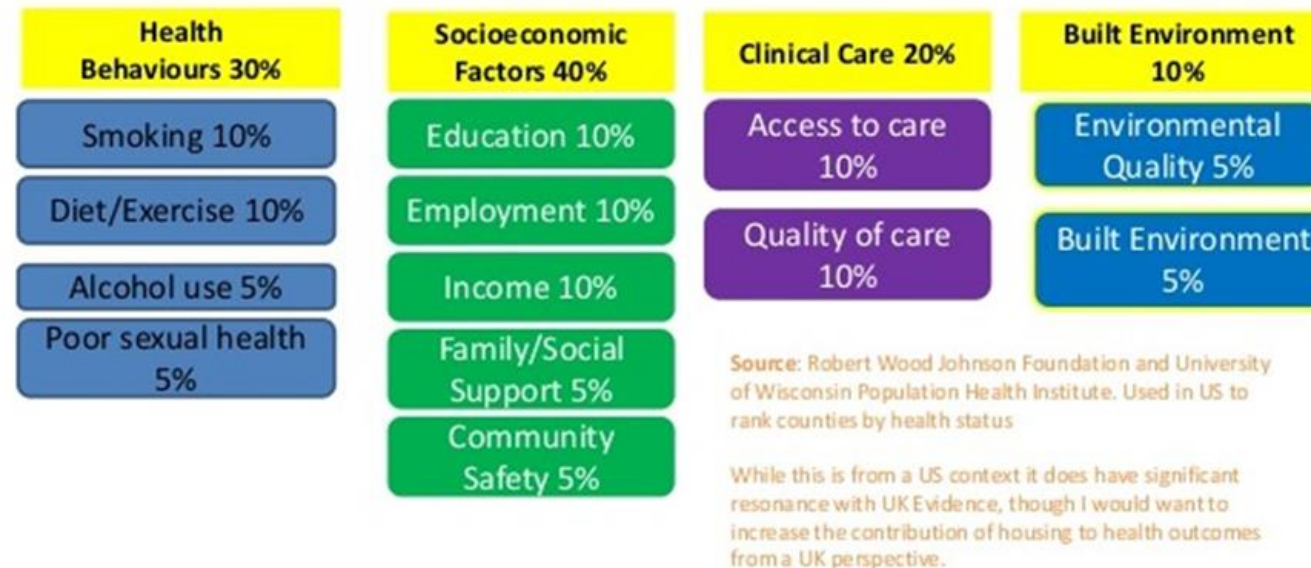 Health
Behaviours 30%
Smoking 10%
Diet/Exercise 10%
Alcohol use 5%
Poor sexual health
5%
Socioeconomic
Factors 40%
Education 10%
Employment 10%
Income 10%
Family/Social
Support 5%
Community
Safety 5%
Clinical Care 20%
Access to care
10%
Quality of care
10%
Built Environment
10%
Environmental
Quality 5%
Built Environment
5%
Source: Robert Wood Johnson Foundation and University
of Wisconsin Population Health Institute. Used in US to
rank counties by health status
While this is from a US context it does have significant
resonance with UK Evidence, though I would want to
increase the contribution of housing to health outcomes
from a UK perspective.